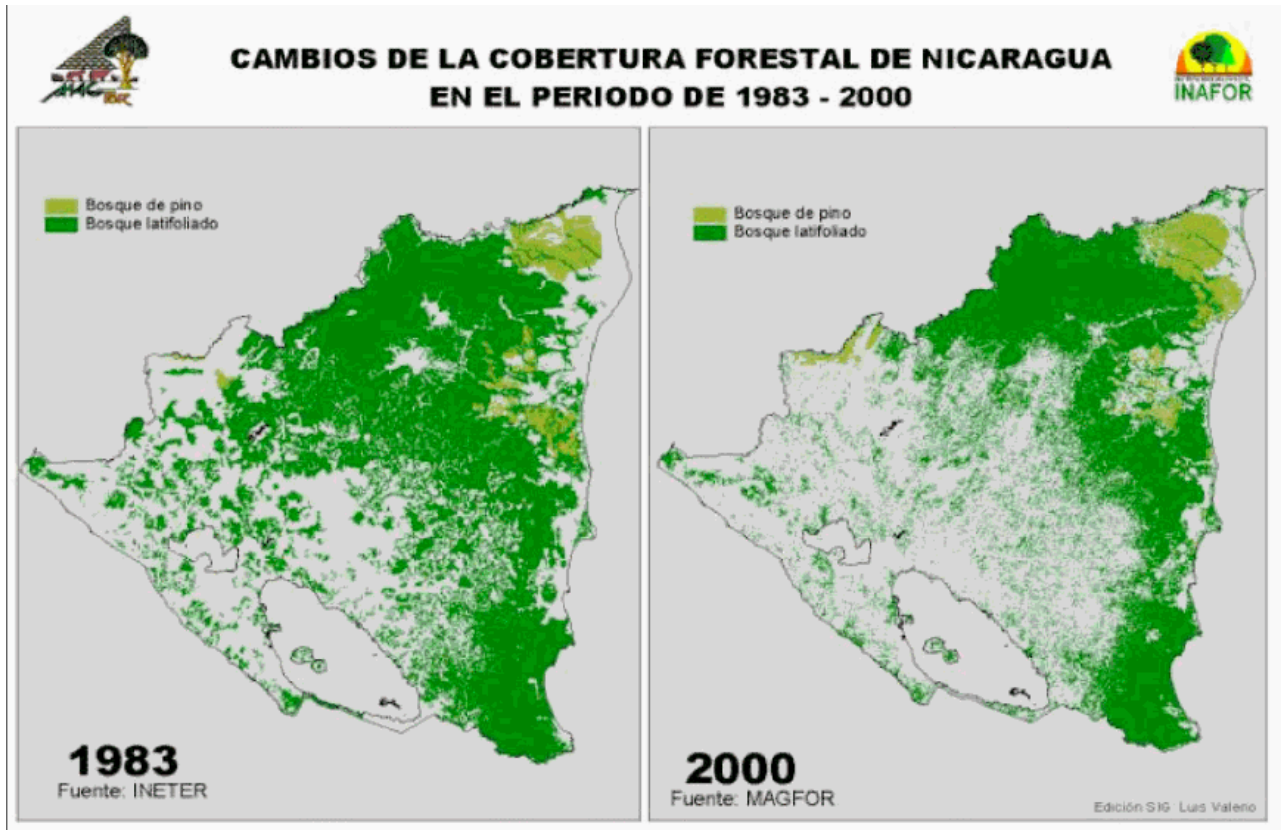 CAMBIOS DE LA COBERTURA FORESTAL DE NICARAGUA
EN EL PERIODO DE 1983 - 2000
INAFOR
Bosque de pino
Bosque latifoliado
1983
Fuente: INETER
Bosque de pino
Bosque latifoliado
2000
Fuente: MAGFOR
Edición SIG Luis Valerio